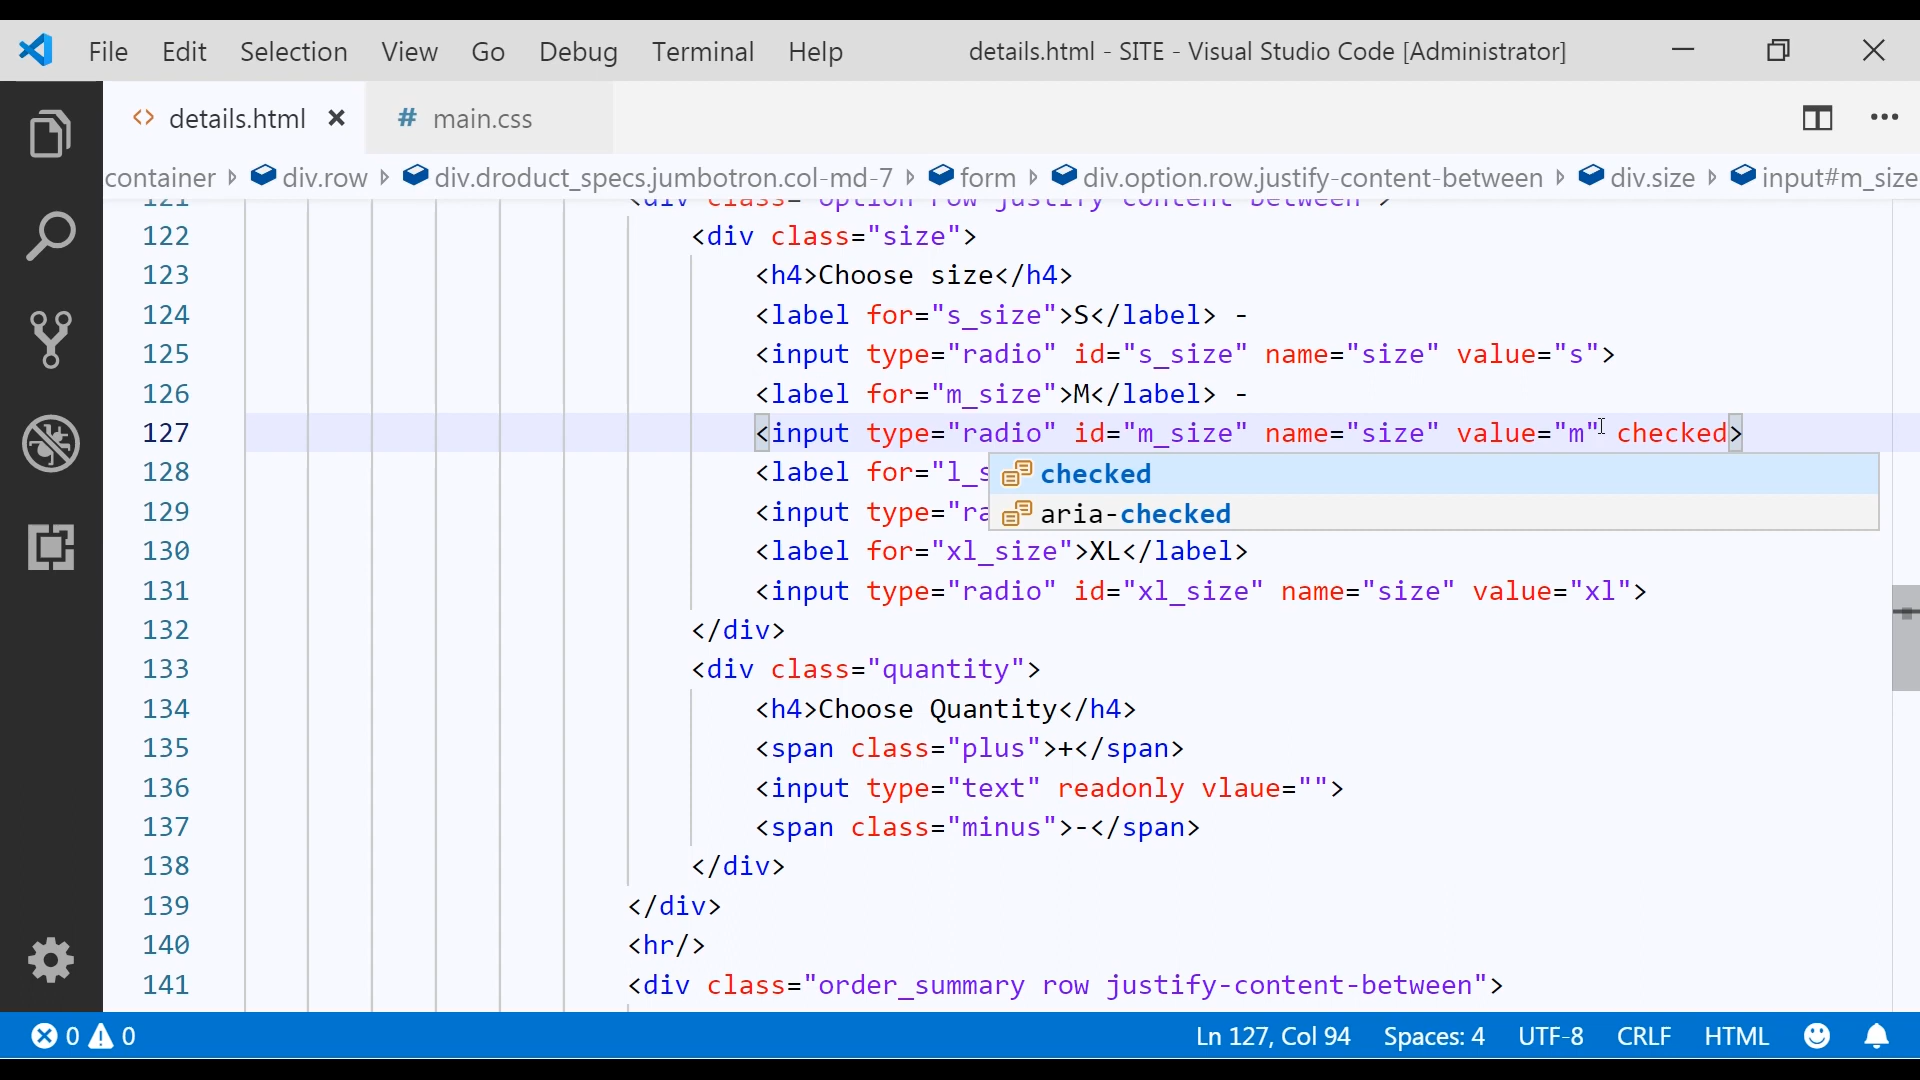 File Edit Selection View Go Debug Terminal Help details.html - SITE - Visual Studio Code [Administrator]
details.html # main.css
container div.row div.droduct_specs.jumbotron.col-md-7 form div.option.row.justify-content-between div.size input#m_size
121 <div class="option row justify-content-between">
122 <div class="size">
123 <h4>Choose size</h4>
124 <label for="s_size">S</label> -
125 <input type="radio" id="s_size" name="size" value="s">
126 <label for="m_size">M</label> -
127 <input type="radio" id="m_size" name="size" value="m" checked>
128 <label for="l_s
checked
129 <input type="ra
aria-checked
130 <label for="xl_size">XL</label>
131 <input type="radio" id="xl_size" name="size" value="xl">
132 </div>
133 <div class="quantity">
134 <h4>Choose Quantity</h4>
135 <span class="plus">+</span>
136 <input type="text" readonly vlaue="">
137 <span class="minus">-</span>
138 </div>
139 </div>
140 <hr/>
141 <div class="order_summary row justify-content-between">
0 0 Ln 127, Col 94 Spaces: 4 UTF-8 CRLF HTML